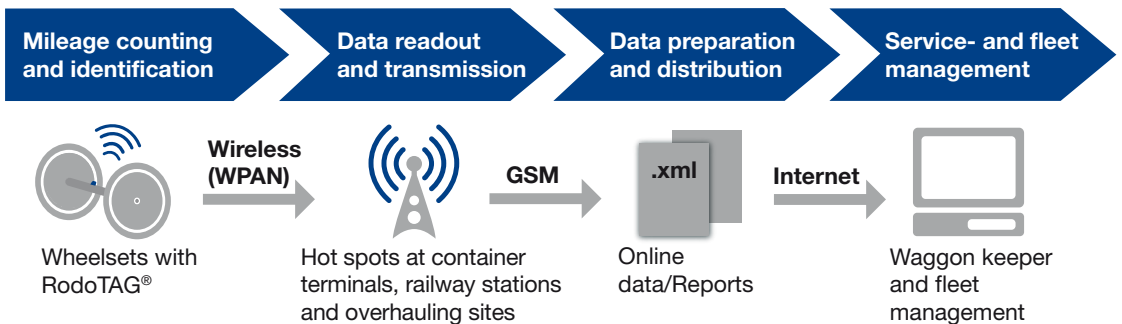 Mileage counting
and identification
Data readout
and transmission
Data preparation
and distribution
Service- and fleet
management
Wireless
(WPAN)
GSM
.xml
Internet
Wheelsets with
RodoTAG®
Hot spots at container
terminals, railway stations
and overhauling sites
Online
data/Reports
Waggon keeper
and fleet
management